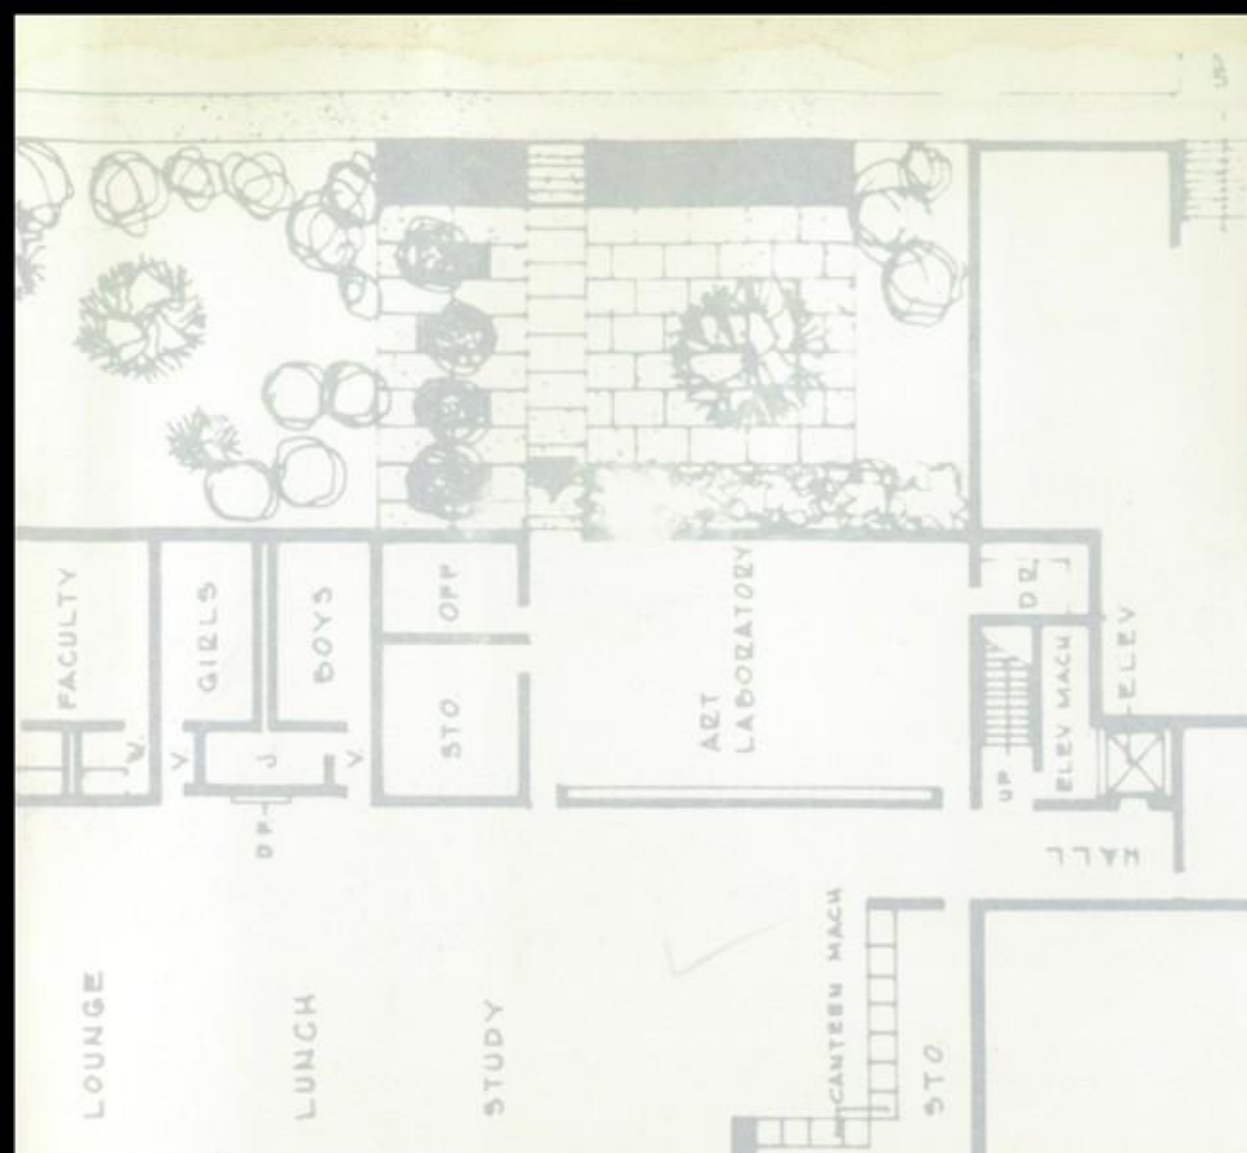 UP
FACULTY
GIRLS
BOYS
OFF
STO
ART
LABORATORY
DR.
ELEV MACH
ELEV
UP
W.
V.
J
V.
DF
HALL
LOUNGE
LUNCH
STUDY
CANTEEN MACH
STO